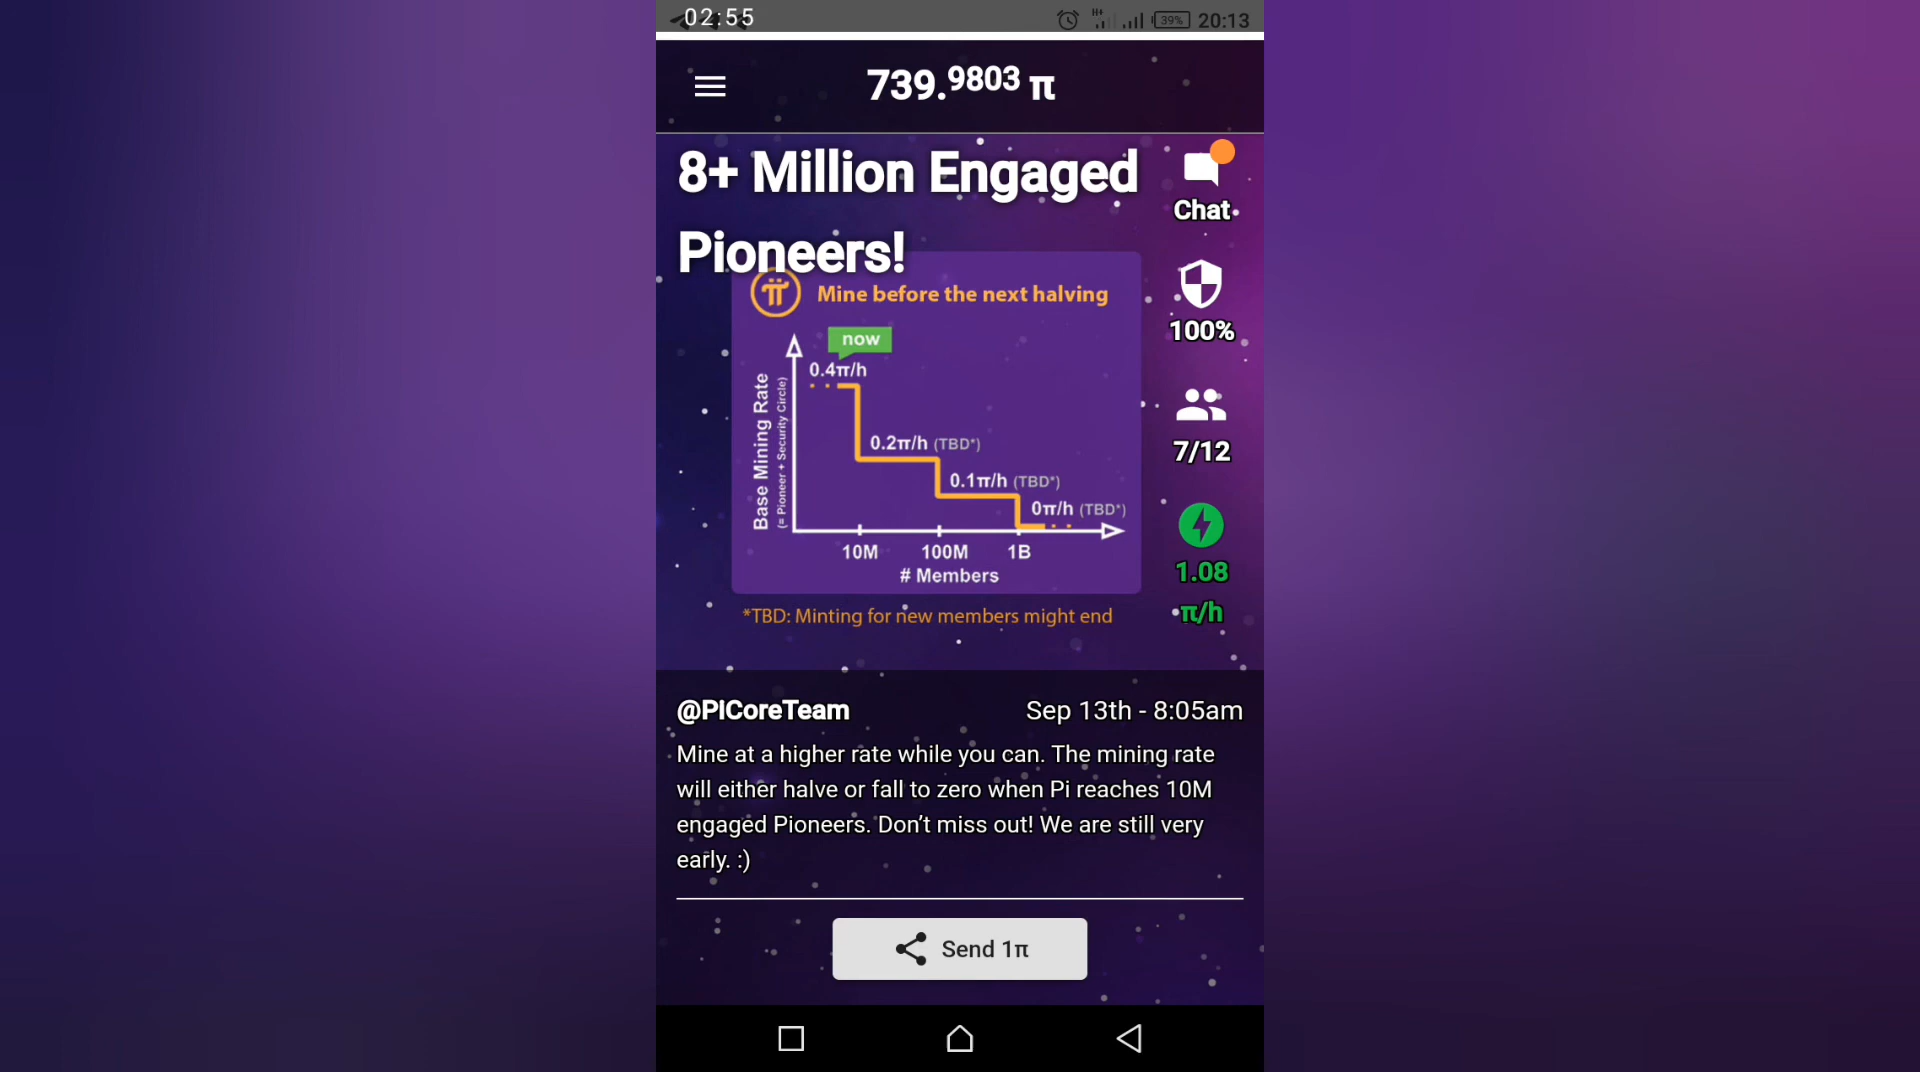 02:55
H+ 39% 20:13
739.9803 π
8+ Million Engaged
Pioneers!
Chat
100%
7/12
1.08
π/h
Mine before the next halving
now
0.4π/h
0.2π/h (TBD*)
0.1π/h (TBD*)
0π/h (TBD*)
Base Mining Rate
(= Pioneer + Security Circle)
10M 100M 1B
# Members
*TBD: Minting for new members might end
@PiCoreTeam Sep 13th - 8:05am
Mine at a higher rate while you can. The mining rate
will either halve or fall to zero when Pi reaches 10M
engaged Pioneers. Don’t miss out! We are still very
early. :)
Send 1π